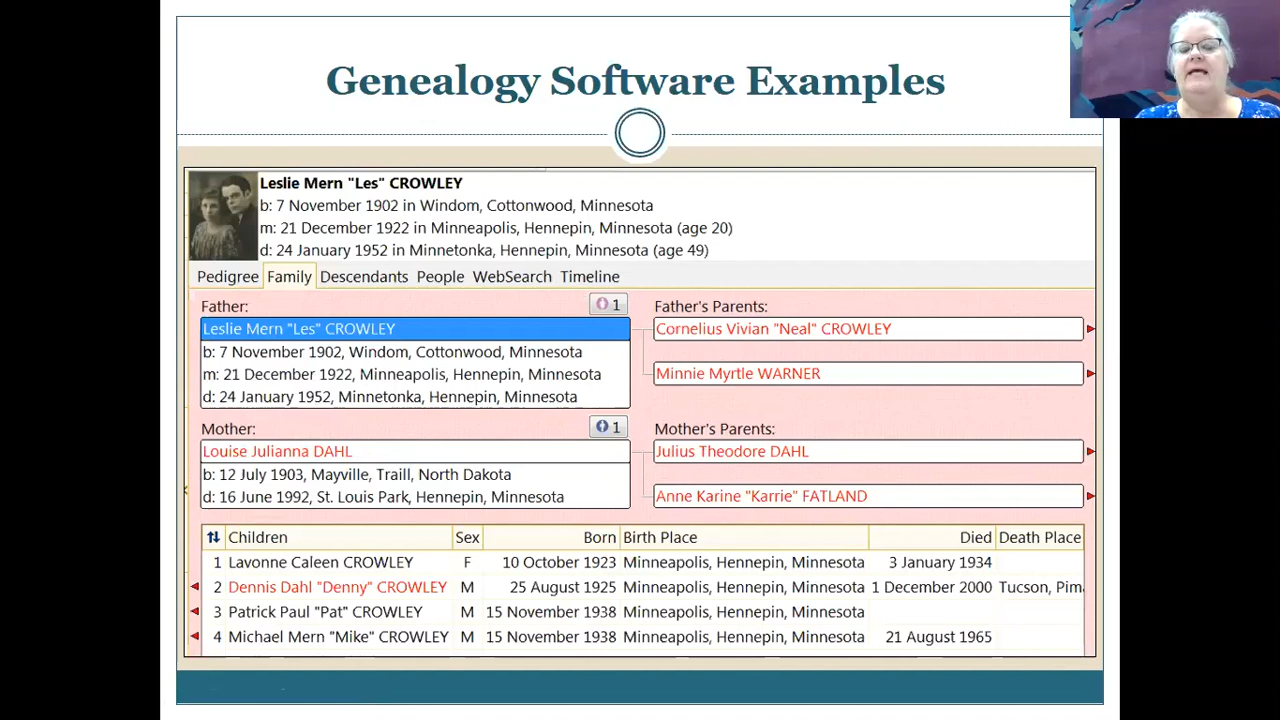 Genealogy Software Examples
Leslie Mern "Les" CROWLEY
b: 7 November 1902 in Windom, Cottonwood, Minnesota
m: 21 December 1922 in Minneapolis, Hennepin, Minnesota (age 20)
d: 24 January 1952 in Minnetonka, Hennepin, Minnesota (age 49)
Pedigree Family Descendants People WebSearch Timeline
Father: 1 Father's Parents:
Leslie Mern "Les" CROWLEY Cornelius Vivian "Neal" CROWLEY
b: 7 November 1902, Windom, Cottonwood, Minnesota
m: 21 December 1922, Minneapolis, Hennepin, Minnesota Minnie Myrtle WARNER
d: 24 January 1952, Minnetonka, Hennepin, Minnesota
Mother: 1 Mother's Parents:
Louise Julianna DAHL Julius Theodore DAHL
b: 12 July 1903, Mayville, Traill, North Dakota
d: 16 June 1992, St. Louis Park, Hennepin, Minnesota Anne Karine "Karrie" FATLAND
Children Sex Born Birth Place Died Death Place
1 Lavonne Caleen CROWLEY F 10 October 1923 Minneapolis, Hennepin, Minnesota 3 January 1934
2 Dennis Dahl "Denny" CROWLEY M 25 August 1925 Minneapolis, Hennepin, Minnesota 1 December 2000 Tucson, Pim
3 Patrick Paul "Pat" CROWLEY M 15 November 1938 Minneapolis, Hennepin, Minnesota
4 Michael Mern "Mike" CROWLEY M 15 November 1938 Minneapolis, Hennepin, Minnesota 21 August 1965